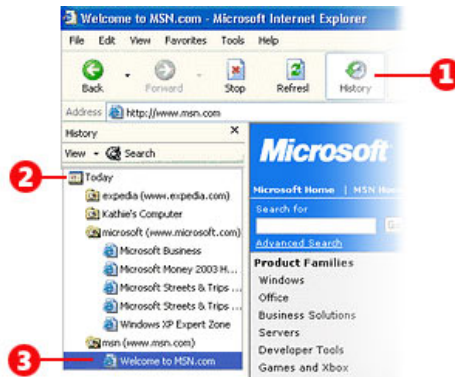 Welcome to MSN.com - Microsoft Internet Explorer
File Edit View Favorites Tools Help
1
Back Forward Stop Refresh History
Address http://www.msn.com
History ×
View Search
Microsoft
2
Today
expedia (www.expedia.com)
Microsoft Home | MSN
Kathie's Computer
Search for
microsoft (www.microsoft.com)
Microsoft Business
Advanced Search
Microsoft Money 2003 H...
Product Families
Microsoft Streets & Trips ...
Windows
Microsoft Streets & Trips ...
Office
Windows XP Expert Zone
Business Solutions
msn (www.msn.com)
Servers
3
Welcome to MSN.com
Developer Tools
Games and Xbox